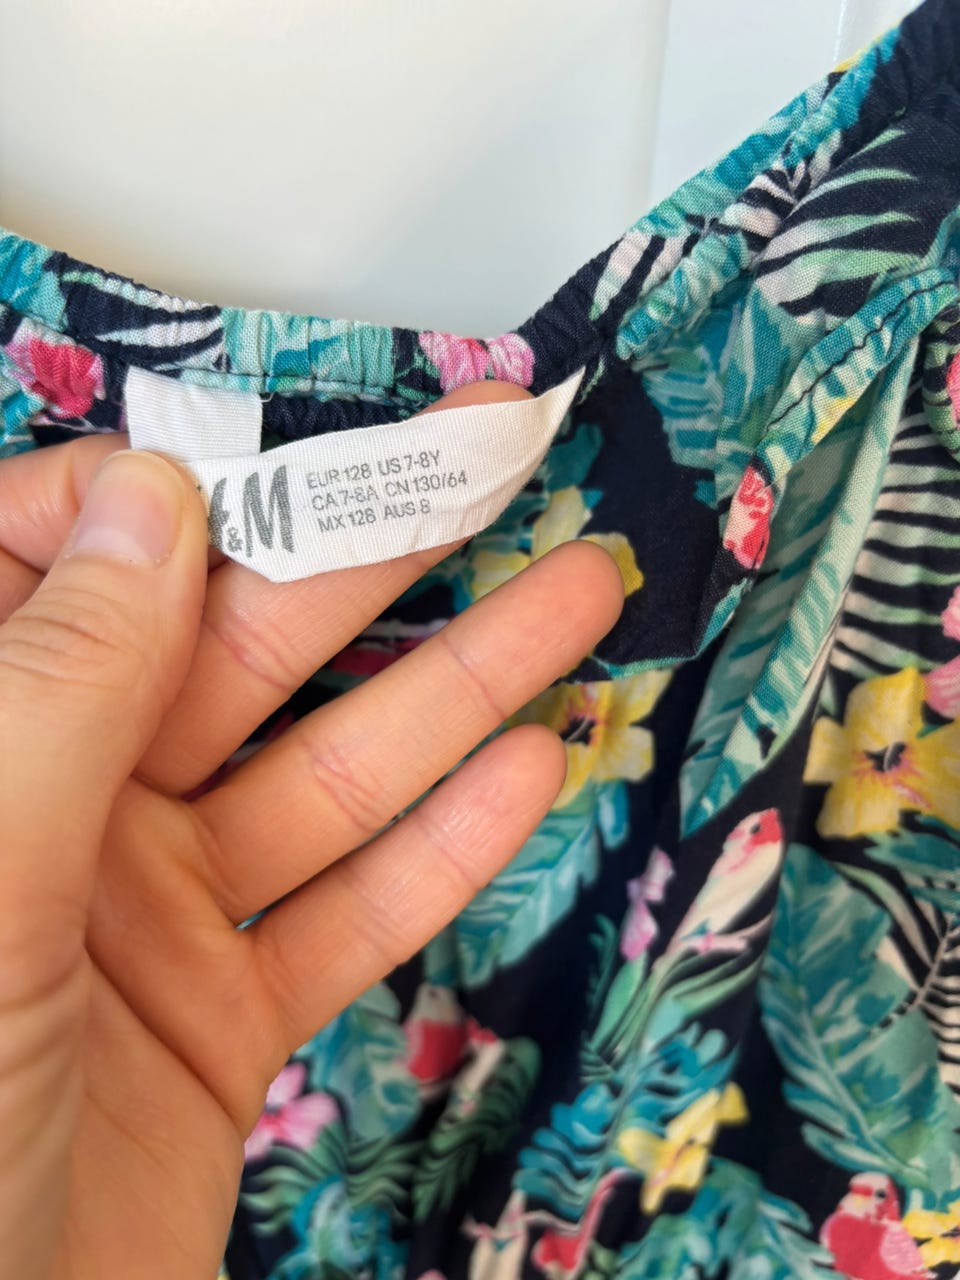 H&M
EUR 128 US 7-8Y
CA 7-8A CN 130/64
MX 128 AUS 8